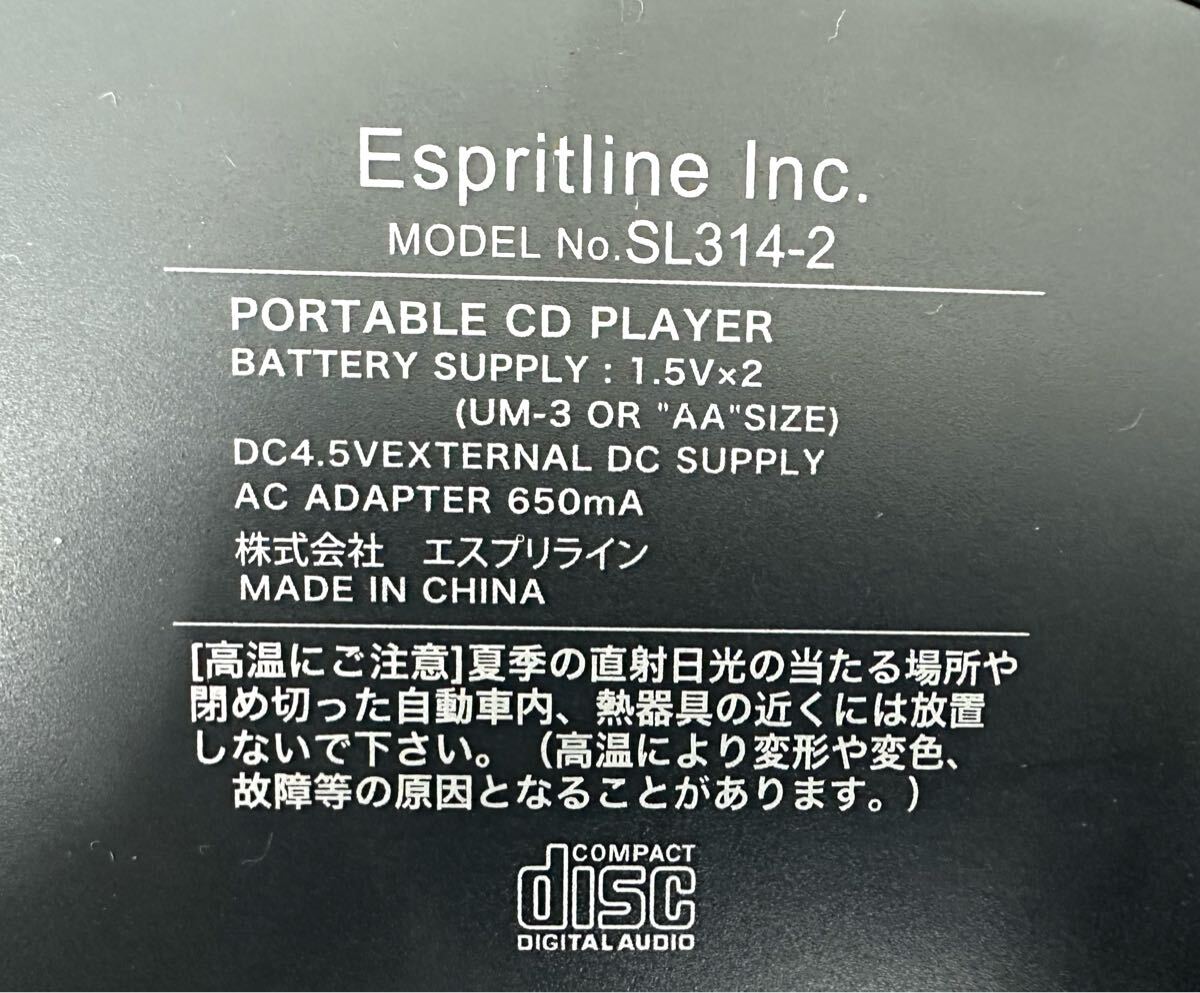 Espritline Inc.
MODEL No.SL314-2
PORTABLE CD PLAYER
BATTERY SUPPLY : 1.5V×2
(UM-3 OR "AA"SIZE)
DC4.5VEXTERNAL DC SUPPLY
AC ADAPTER 650mA
株式会社　エスプリライン
MADE IN CHINA
[高温にご注意]夏季の直射日光の当たる場所や
閉め切った自動車内、熱器具の近くには放置
しないで下さい。（高温により変形や変色、
故障等の原因となることがあります。）
COMPACT
disc
DIGITAL AUDIO